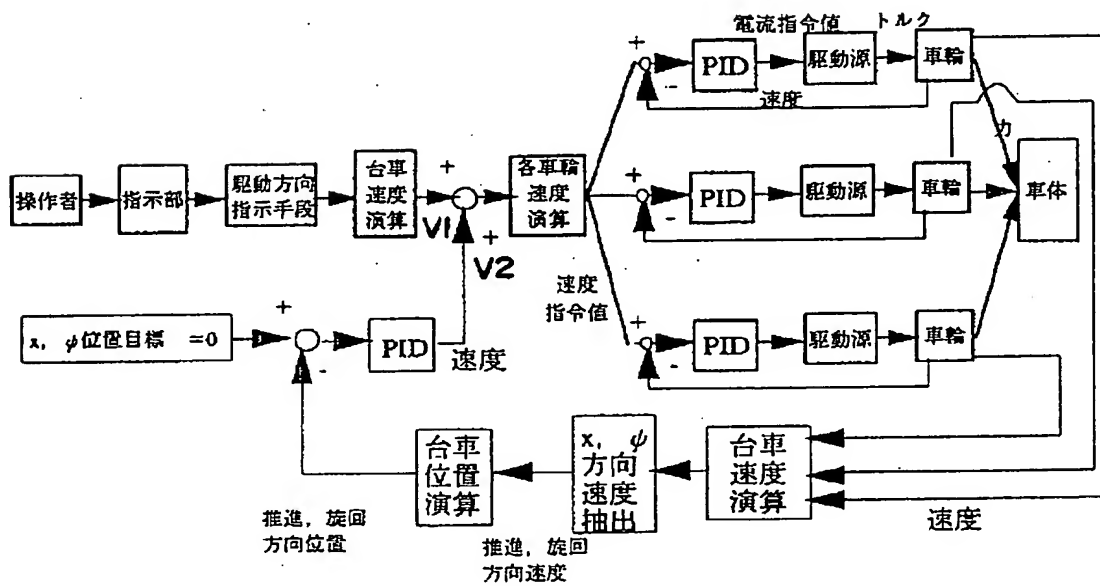 電流指令値
トルク
+
PID
駆動源
車輪
-
速度
力
操作者
指示部
駆動方向
指示手段
台車
速度
演算
+
V1
+
V2
各車輪
速度
演算
+
PID
駆動源
車輪
車体
-
速度
指令値
x, ψ位置目標 =0
+
-
PID
速度
+
PID
駆動源
車輪
-
台車
位置
演算
x, ψ
方向
速度
抽出
台車
速度
演算
速度
推進, 旋回
方向位置
推進, 旋回
方向速度